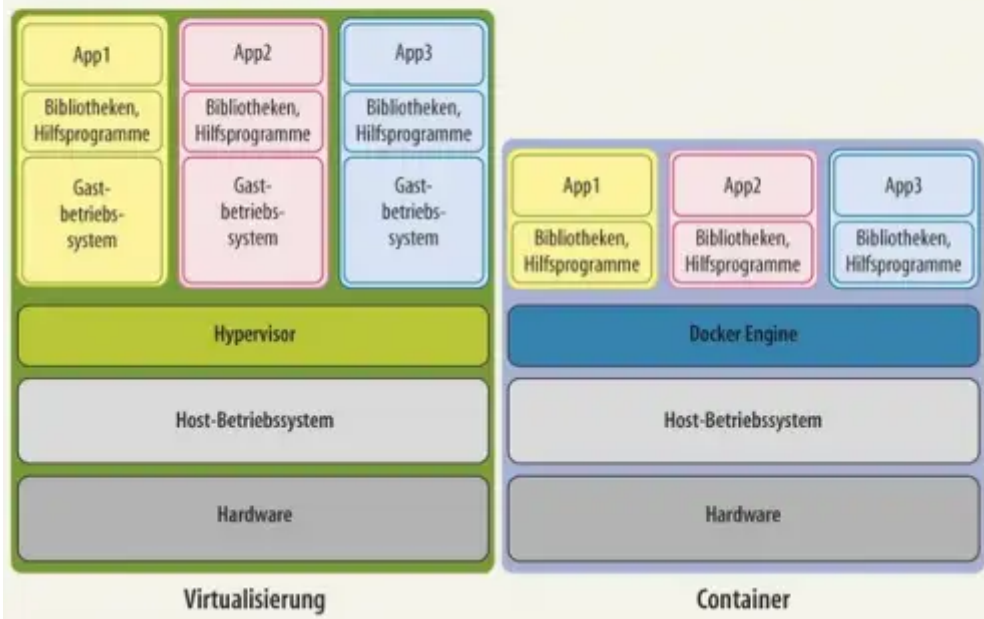 App1
Bibliotheken,
Hilfsprogramme
Gast-
betriebs-
system
App2
Bibliotheken,
Hilfsprogramme
Gast-
betriebs-
system
App3
Bibliotheken,
Hilfsprogramme
Gast-
betriebs-
system
Hypervisor
Host-Betriebssystem
Hardware
Virtualisierung
App1
Bibliotheken,
Hilfsprogramme
App2
Bibliotheken,
Hilfsprogramme
App3
Bibliotheken,
Hilfsprogramme
Docker Engine
Host-Betriebssystem
Hardware
Container